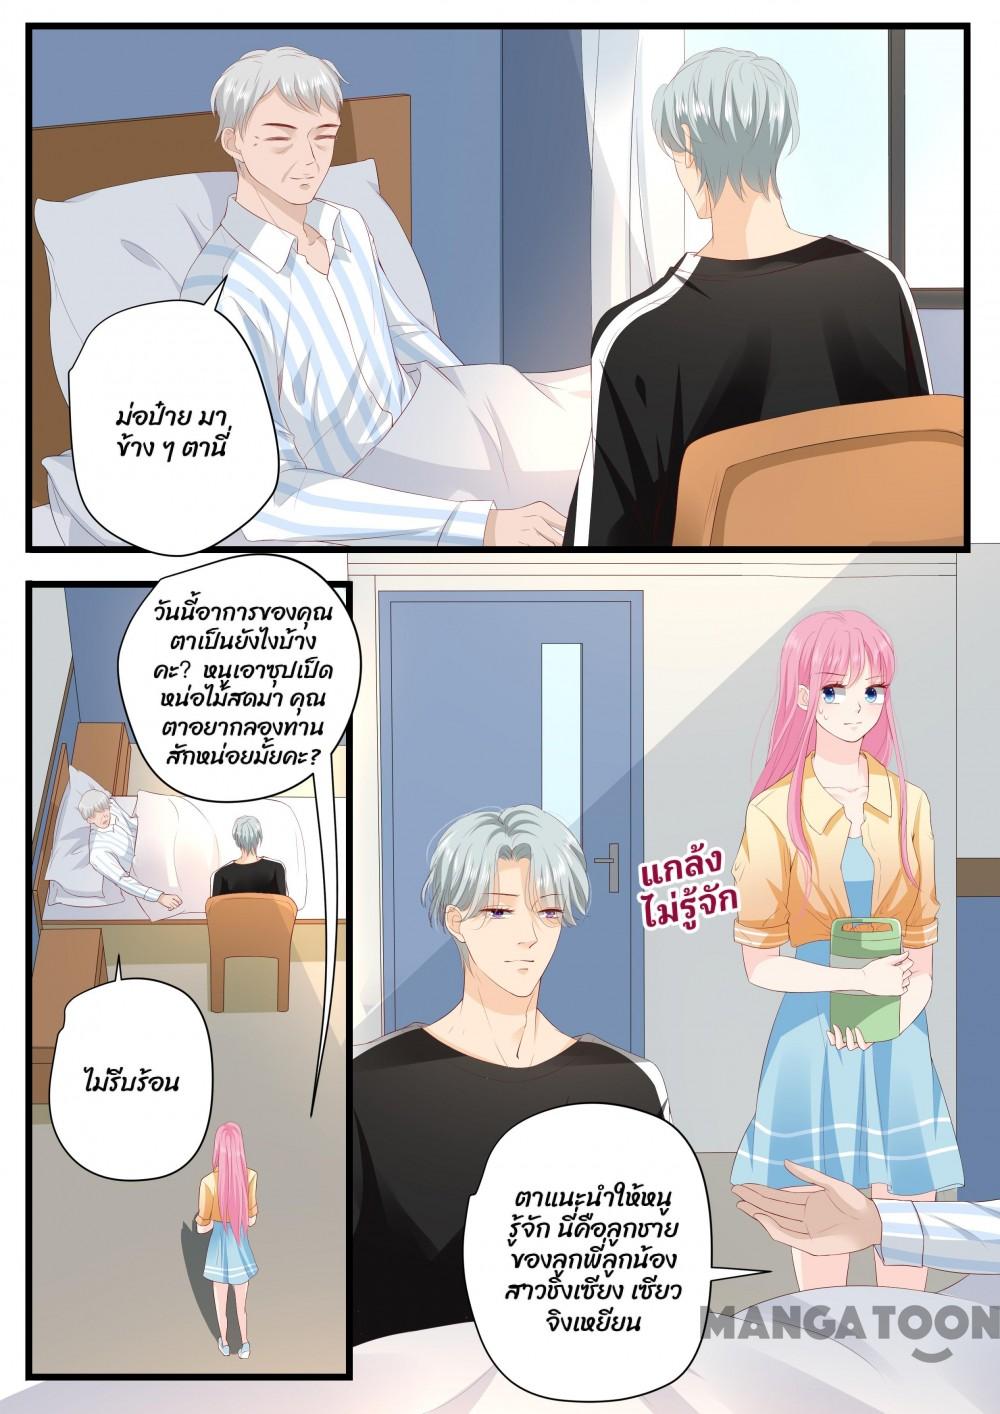 ม่อป๋าย มา
ข้าง ๆ ตานี่
วันนี้อาการของคุณ
ตาเป็นยังไงบ้าง
คะ? หนูเอาซุปเป็ด
หน่อไม้สดมา คุณ
ตาอยากลองทาน
สักหน่อยมั้ยคะ?
ไม่รีบร้อน
แกล้ง
ไม่รู้จัก
ตาแนะนำให้หนู
รู้จัก นี่คือลูกชาย
ของลูกพี่ลูกน้อง
สาวชิงเซียง เซียว
จิงเหยียน
MANGATOON